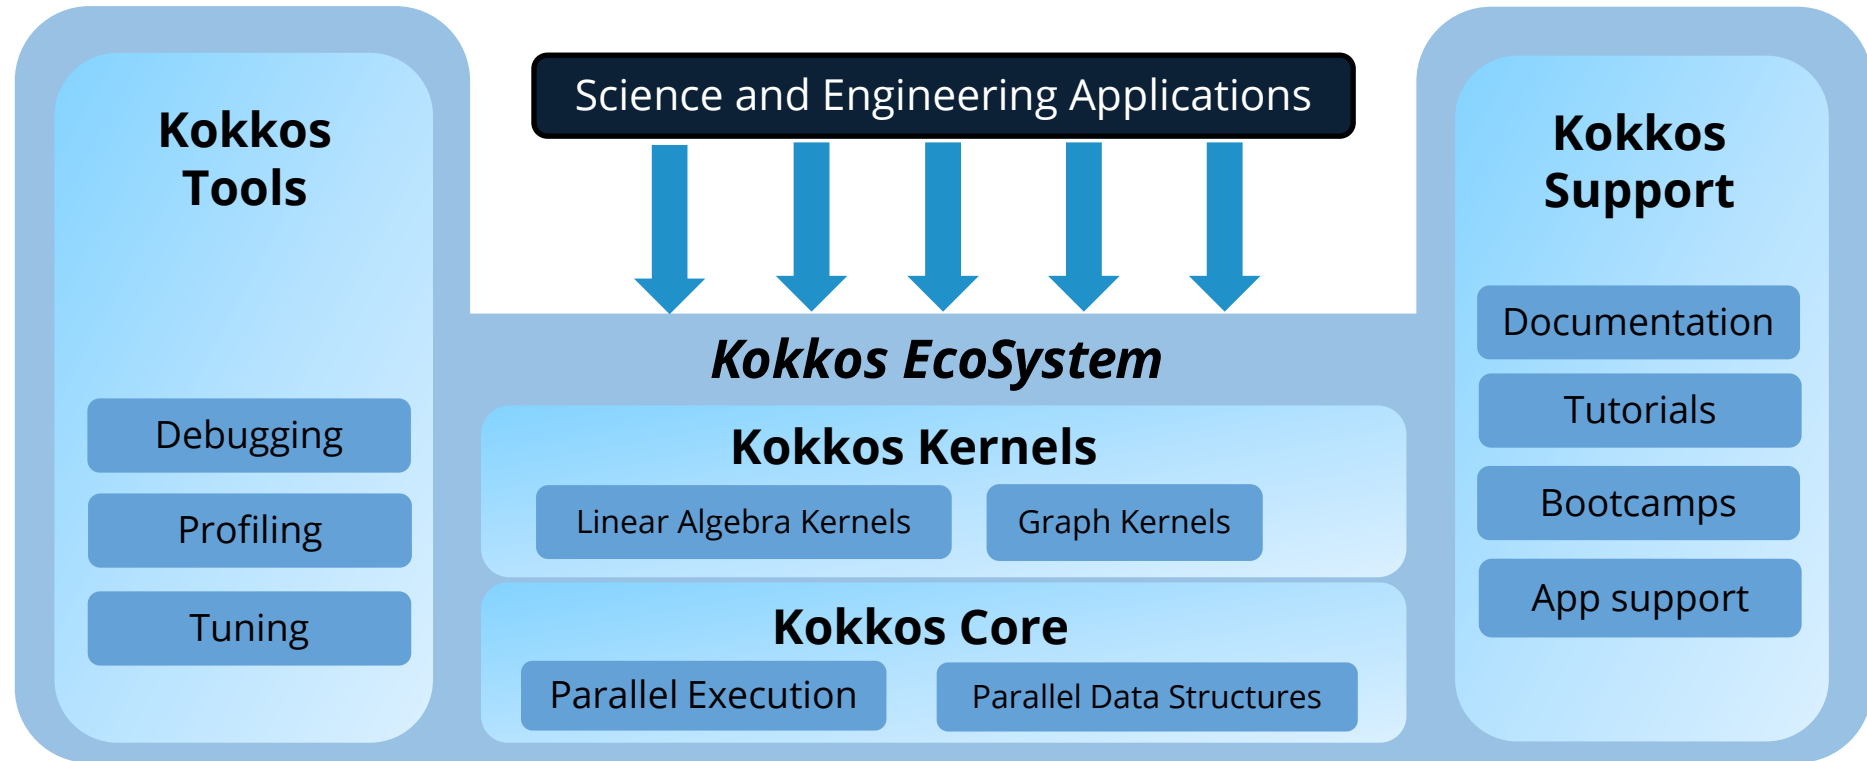 Kokkos
Tools
Debugging
Profiling
Tuning
Science and Engineering Applications
Kokkos EcoSystem
Kokkos Kernels
Linear Algebra Kernels
Graph Kernels
Kokkos Core
Parallel Execution
Parallel Data Structures
Kokkos
Support
Documentation
Tutorials
Bootcamps
App support